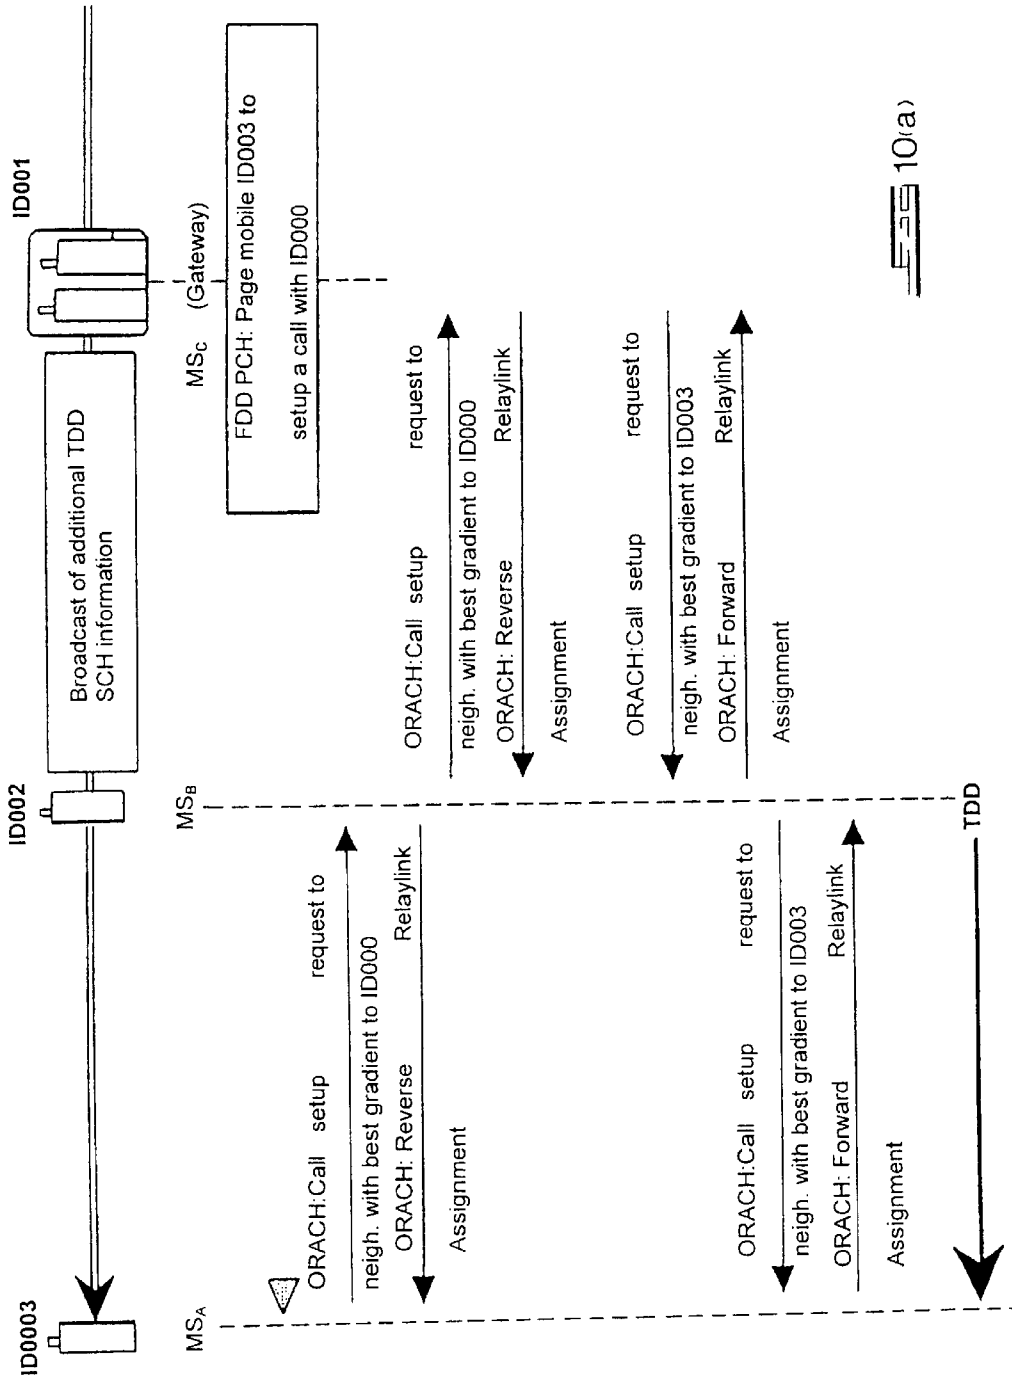 ID0003
ID002
ID001
Broadcast of additional TDD
SCH information
MSA
MSB
MSC (Gateway)
FDD PCH: Page mobile ID003 to
setup a call with ID000
ORACH:Call setup request to
neigh. with best gradient to ID000
ORACH: Reverse Relaylink
Assignment
ORACH:Call setup request to
neigh. with best gradient to ID000
ORACH: Reverse Relaylink
Assignment
ORACH:Call setup request to
neigh. with best gradient to ID003
ORACH: Forward Relaylink
Assignment
ORACH:Call setup request to
neigh. with best gradient to ID003
ORACH: Forward Relaylink
Assignment
TDD
10(a)